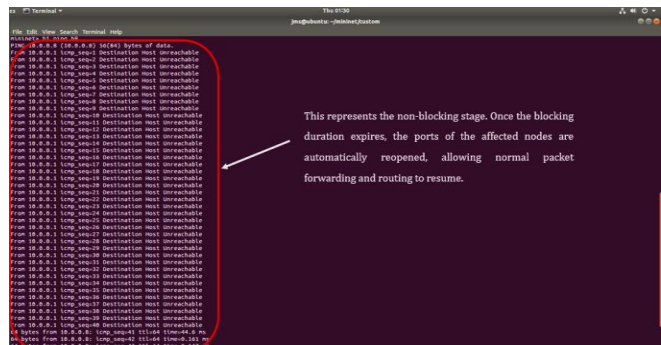 Terminal ▾
Thu 01:30
jms@ubuntu: ~/mininet/custom
File Edit View Search Terminal Help
mininet> h1 ping h8
PING 10.0.0.8 (10.0.0.8) 56(84) bytes of data.
From 10.0.0.1 icmp_seq=1 Destination Host Unreachable
From 10.0.0.1 icmp_seq=2 Destination Host Unreachable
From 10.0.0.1 icmp_seq=3 Destination Host Unreachable
From 10.0.0.1 icmp_seq=4 Destination Host Unreachable
From 10.0.0.1 icmp_seq=5 Destination Host Unreachable
From 10.0.0.1 icmp_seq=6 Destination Host Unreachable
From 10.0.0.1 icmp_seq=7 Destination Host Unreachable
From 10.0.0.1 icmp_seq=8 Destination Host Unreachable
From 10.0.0.1 icmp_seq=9 Destination Host Unreachable
From 10.0.0.1 icmp_seq=10 Destination Host Unreachable
From 10.0.0.1 icmp_seq=11 Destination Host Unreachable
From 10.0.0.1 icmp_seq=12 Destination Host Unreachable
From 10.0.0.1 icmp_seq=13 Destination Host Unreachable
From 10.0.0.1 icmp_seq=14 Destination Host Unreachable
From 10.0.0.1 icmp_seq=15 Destination Host Unreachable
From 10.0.0.1 icmp_seq=16 Destination Host Unreachable
From 10.0.0.1 icmp_seq=17 Destination Host Unreachable
From 10.0.0.1 icmp_seq=18 Destination Host Unreachable
From 10.0.0.1 icmp_seq=19 Destination Host Unreachable
From 10.0.0.1 icmp_seq=20 Destination Host Unreachable
From 10.0.0.1 icmp_seq=21 Destination Host Unreachable
From 10.0.0.1 icmp_seq=22 Destination Host Unreachable
From 10.0.0.1 icmp_seq=23 Destination Host Unreachable
From 10.0.0.1 icmp_seq=24 Destination Host Unreachable
From 10.0.0.1 icmp_seq=25 Destination Host Unreachable
From 10.0.0.1 icmp_seq=26 Destination Host Unreachable
From 10.0.0.1 icmp_seq=27 Destination Host Unreachable
From 10.0.0.1 icmp_seq=28 Destination Host Unreachable
From 10.0.0.1 icmp_seq=29 Destination Host Unreachable
From 10.0.0.1 icmp_seq=30 Destination Host Unreachable
From 10.0.0.1 icmp_seq=31 Destination Host Unreachable
From 10.0.0.1 icmp_seq=32 Destination Host Unreachable
From 10.0.0.1 icmp_seq=33 Destination Host Unreachable
From 10.0.0.1 icmp_seq=34 Destination Host Unreachable
From 10.0.0.1 icmp_seq=35 Destination Host Unreachable
From 10.0.0.1 icmp_seq=36 Destination Host Unreachable
From 10.0.0.1 icmp_seq=37 Destination Host Unreachable
From 10.0.0.1 icmp_seq=38 Destination Host Unreachable
From 10.0.0.1 icmp_seq=39 Destination Host Unreachable
From 10.0.0.1 icmp_seq=40 Destination Host Unreachable
64 bytes from 10.0.0.8: icmp_seq=41 ttl=64 time=44.6 ms
64 bytes from 10.0.0.8: icmp_seq=42 ttl=64 time=0.161 ms
This represents the non-blocking stage. Once the blocking
duration expires, the ports of the affected nodes are
automatically reopened, allowing normal packet
forwarding and routing to resume.